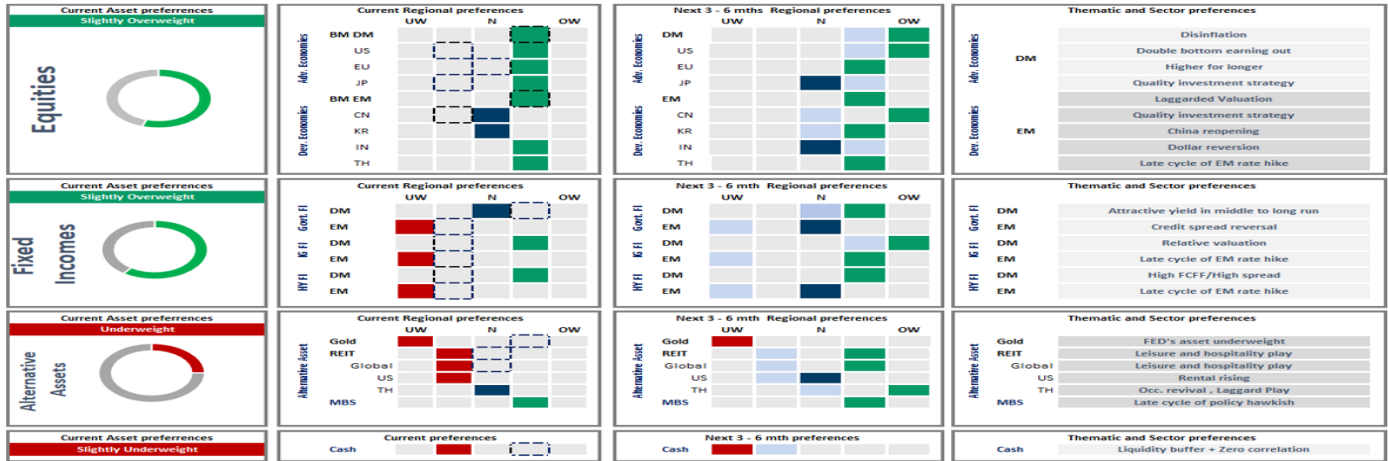 Current Asset preferrences
Slightly Overweight
Equities
Current Regional preferences
UW N OW
Adv. Economies
BM DM
US
EU
JP
Dev. Economies
BM EM
CN
KR
IN
TH
Next 3 - 6 mths Regional preferences
UW N OW
Adv. Economies
DM
US
EU
JP
Dev. Economies
EM
CN
KR
IN
TH
Thematic and Sector preferences
DM
Disinflation
Double bottom earning out
Higher for longer
Quality investment strategy
EM
Laggarded Valuation
Quality investment strategy
China reopening
Dollar reversion
Late cycle of EM rate hike
Current Asset preferrences
Slightly Overweight
Fixed
Incomes
Current Regional preferences
UW N OW
Govt. FI
DM
EM
IG FI
DM
EM
HY FI
DM
EM
Next 3 - 6 mth Regional preferences
UW N OW
Govt. FI
DM
EM
IG FI
DM
EM
HY FI
DM
EM
Thematic and Sector preferences
DM Attractive yield in middle to long run
EM Credit spread reversal
DM Relative valuation
EM Late cycle of EM rate hike
DM High FCFF/High spread
EM Late cycle of EM rate hike
Current Asset preferrences
Underweight
Alternative
Assets
Current Regional preferences
UW N OW
Alternative Asset
Gold
REIT
Global
US
TH
MBS
Next 3 - 6 mth Regional preferences
UW N OW
Alternative Asset
Gold
REIT
Global
US
TH
MBS
Thematic and Sector preferences
Gold FED's asset underweight
REIT Leisure and hospitality play
Global Leisure and hospitality play
US Rental rising
TH Occ. revival , Laggard Play
MBS Late cycle of policy hawkish
Current Asset preferrences
Slightly Underweight
Current preferences
Cash
Next 3 - 6 mth preferences
Cash
Thematic and Sector preferences
Cash Liquidity buffer + Zero correlation